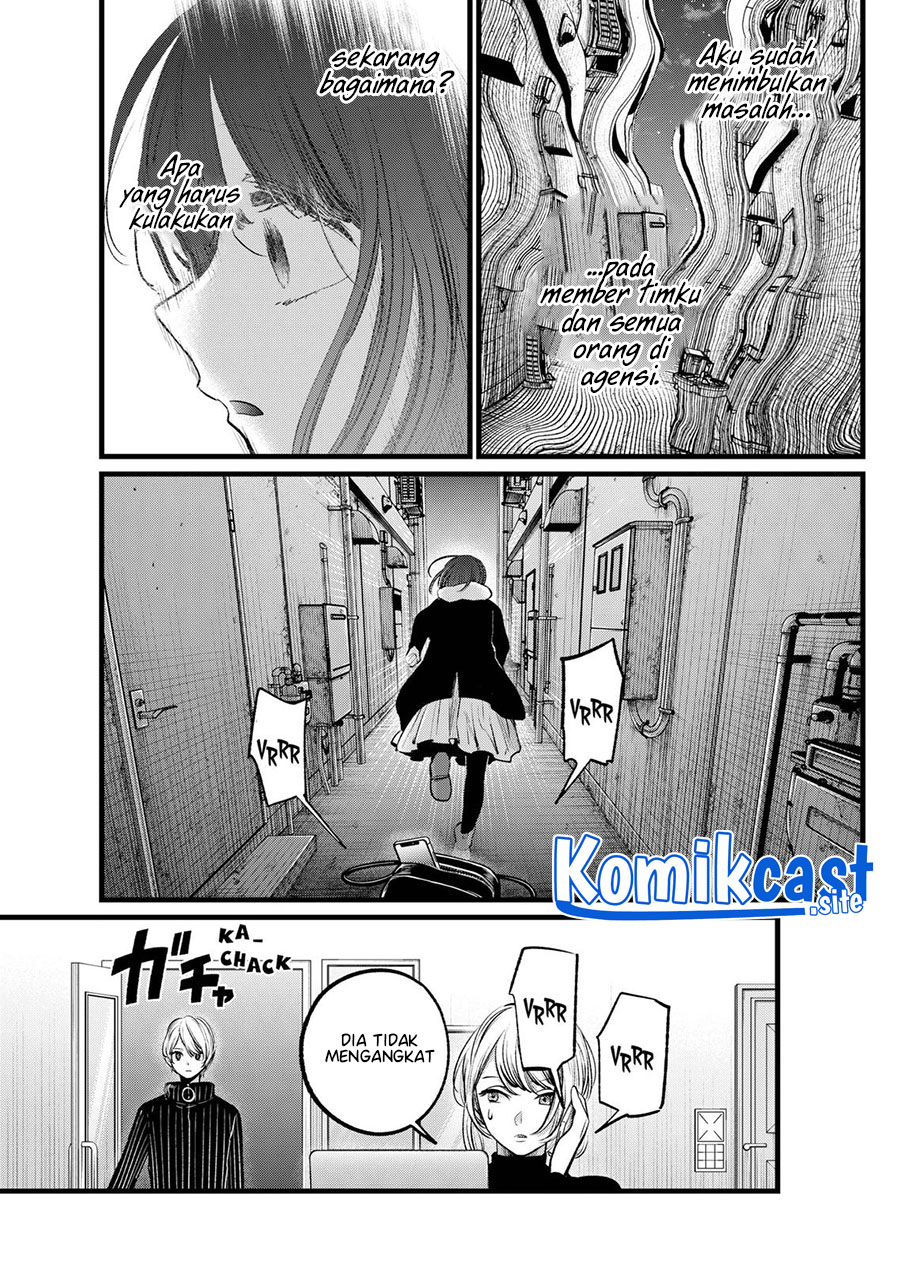 Aku sudah
menimbulkan
masalah...
...pada
member timku
dan semua
orang di
agensi.
sekarang
bagaimana?
Apa
yang harus
kulakukan
VRRR
VRRR
Komikcast
.site
VRRR
VRRR
DIA TIDAK
MENGANGKAT
KA_
CHACK
ガチャ